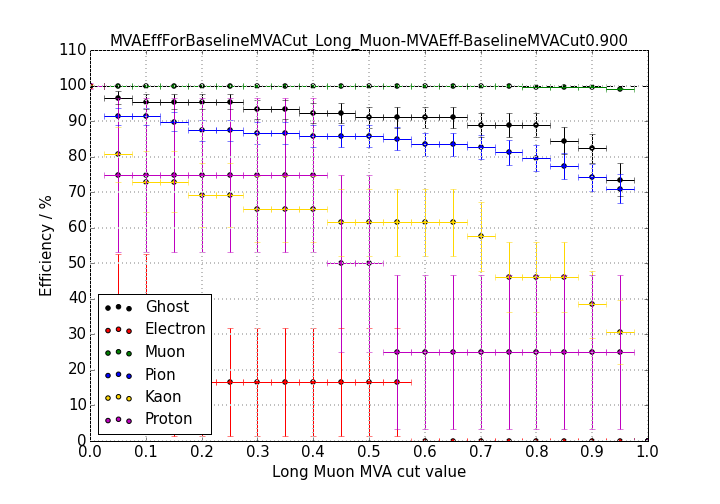 MVAEffForBaselineMVACut_Long_Muon-MVAEff-BaselineMVACut0.900
110
100
90
80
70
60
50
40
30
20
10
0
Efficiency / %
Ghost
Electron
Muon
Pion
Kaon
Proton
0.0 0.1 0.2 0.3 0.4 0.5 0.6 0.7 0.8 0.9 1.0
Long Muon MVA cut value